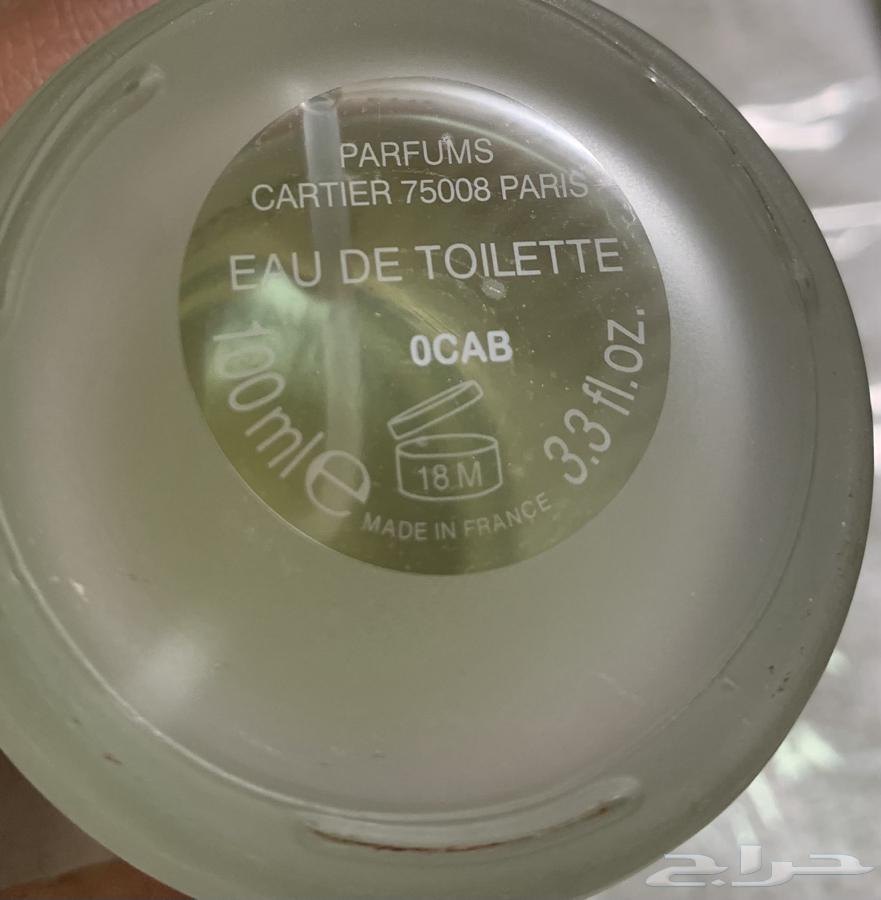 PARFUMS
CARTIER 75008 PARIS
EAU DE TOILETTE
0CAB
100ml e
18 M
3.3 fl.oz.
MADE IN FRANCE
حراج